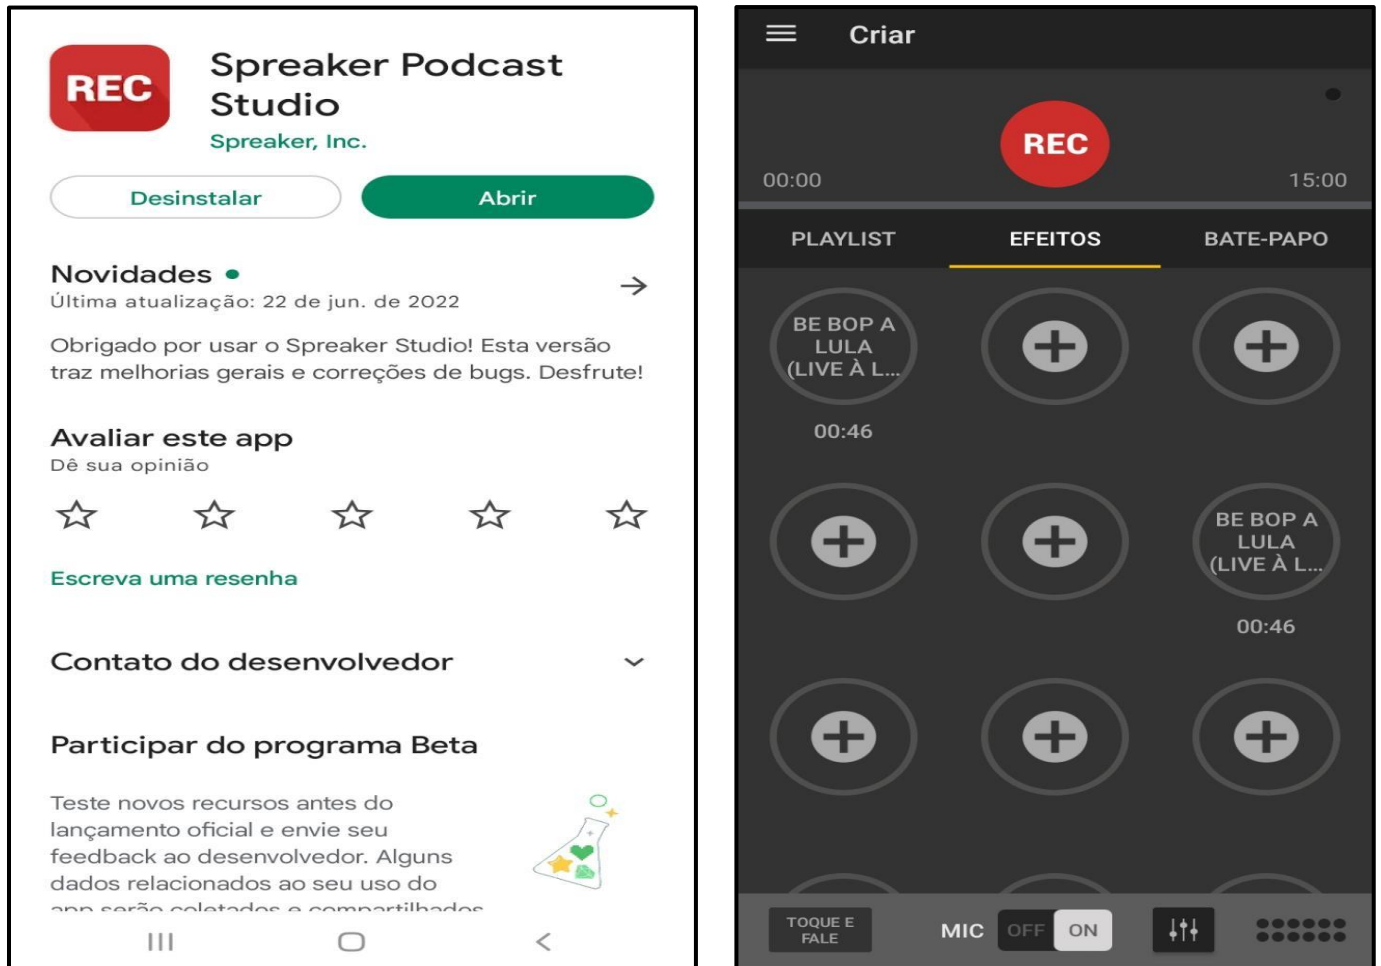 REC
Spreaker Podcast
Studio
Spreaker, Inc.
Desinstalar
Abrir
Novidades
Última atualização: 22 de jun. de 2022
Obrigado por usar o Spreaker Studio! Esta versão
traz melhorias gerais e correções de bugs. Desfrute!
Avaliar este app
Dê sua opinião
Escreva uma resenha
Contato do desenvolvedor
Participar do programa Beta
Teste novos recursos antes do
lançamento oficial e envie seu
feedback ao desenvolvedor. Alguns
dados relacionados ao seu uso do
app serão coletados e compartilhados
Criar
REC
00:00
15:00
PLAYLIST
EFEITOS
BATE-PAPO
BE BOP A
LULA
(LIVE À L...
00:46
BE BOP A
LULA
(LIVE À L...
00:46
TOQUE E
FALE
MIC
OFF
ON